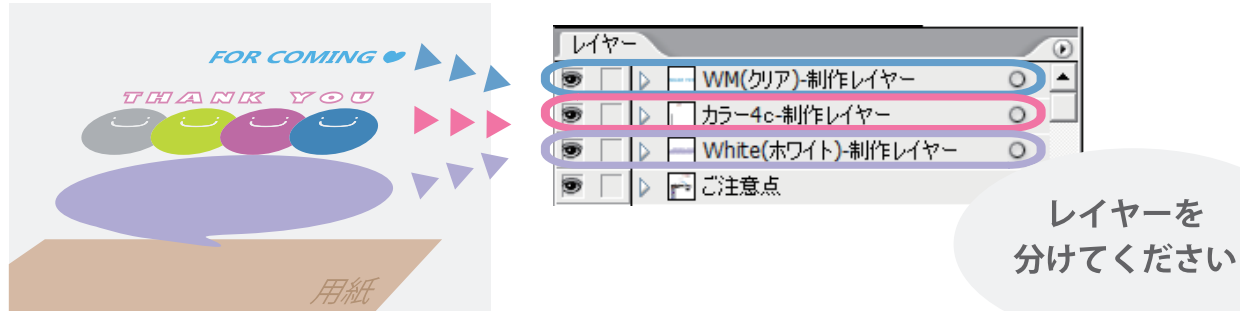 FOR COMING
THANK YOU
用紙
レイヤー
WM(クリア)-制作レイヤー
カラー4c-制作レイヤー
White(ホワイト)-制作レイヤー
ご注意点
レイヤーを
分けてください